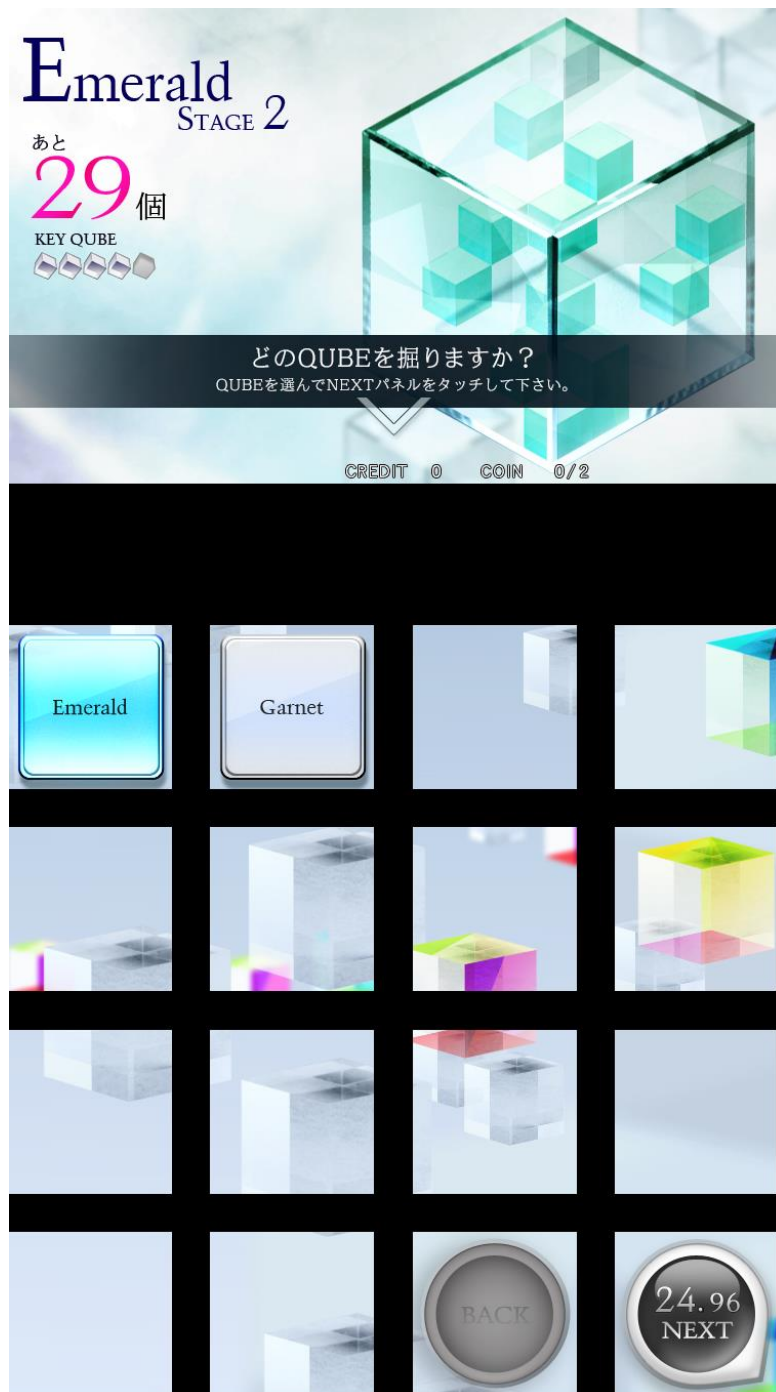 Emerald
STAGE 2
あと
29個
KEY QUBE
どのQUBEを掘りますか？
QUBEを選んでNEXTパネルをタッチして下さい。
CREDIT 0 COIN 0/2
Emerald
Garnet
BACK
24.96
NEXT